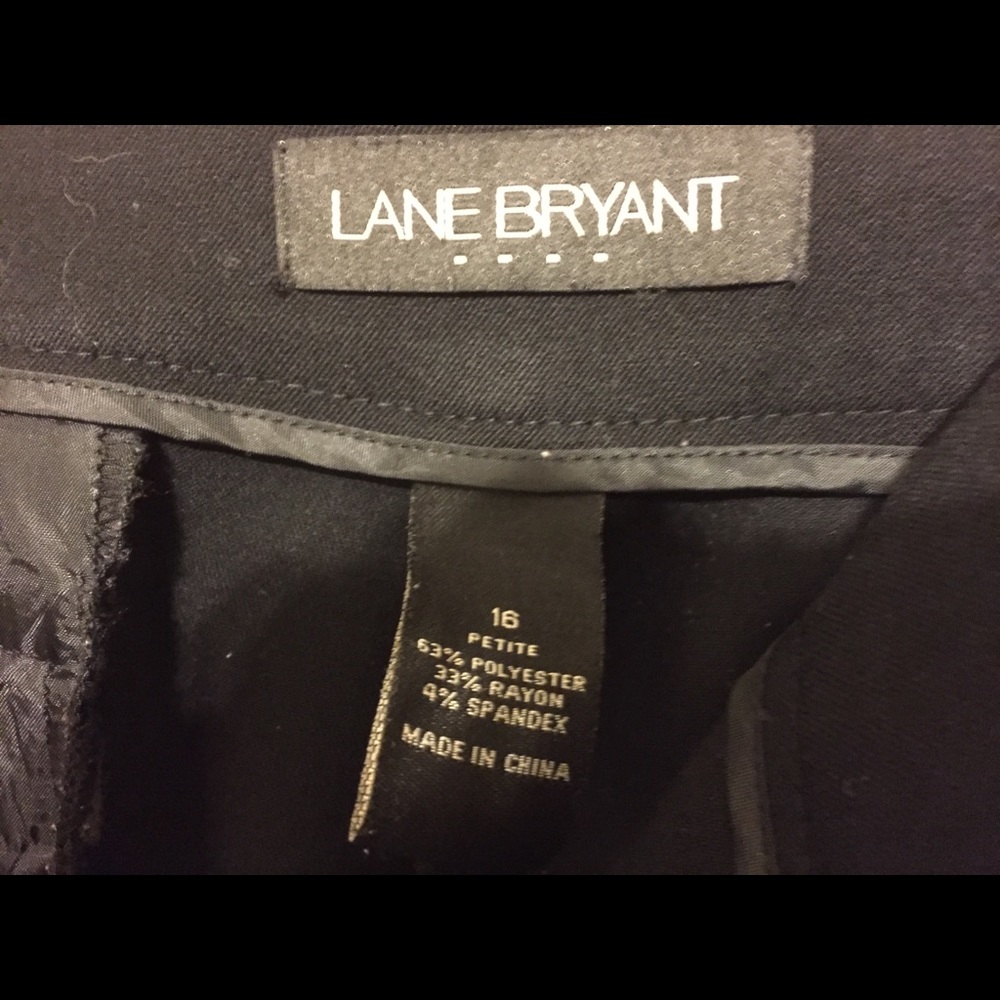 LANE BRYANT
16
PETITE
63% POLYESTER
33% RAYON
4% SPANDEX
MADE IN CHINA